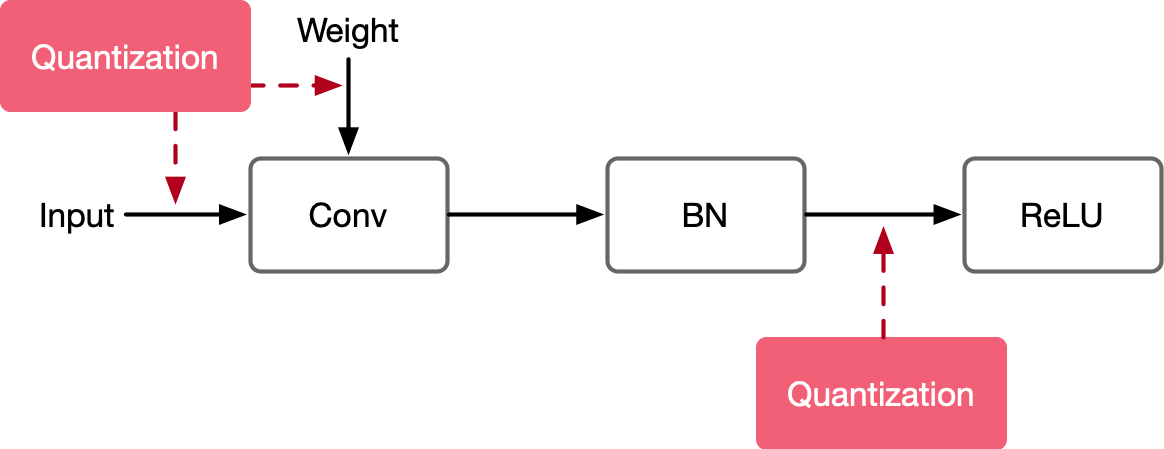 Quantization
Weight
Input
Conv
BN
ReLU
Quantization